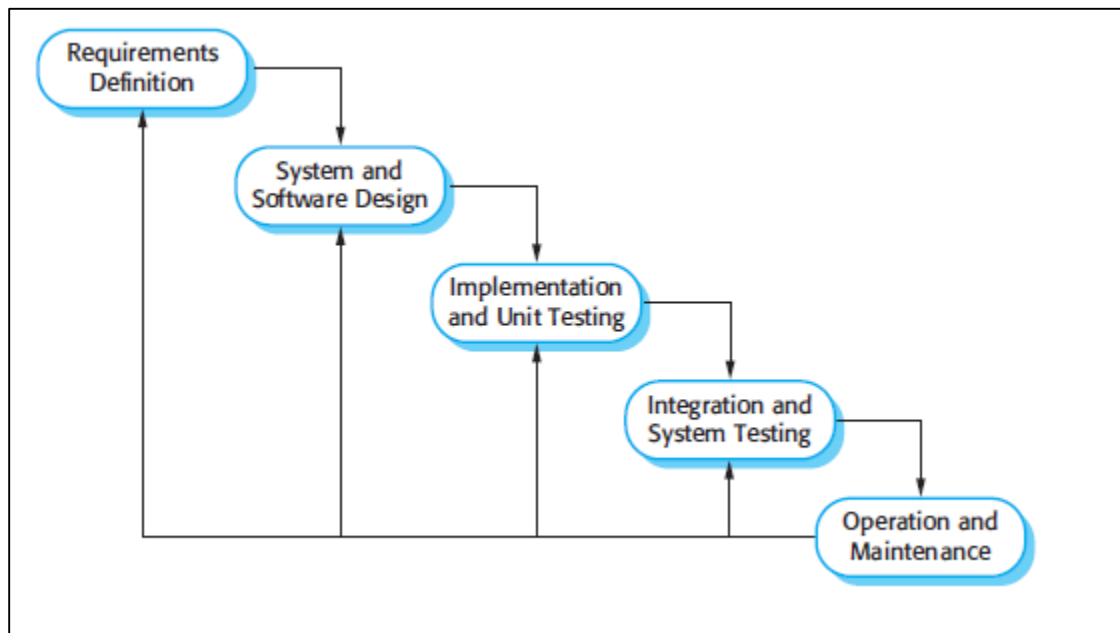 Requirements
Definition
System and
Software Design
Implementation
and Unit Testing
Integration and
System Testing
Operation and
Maintenance